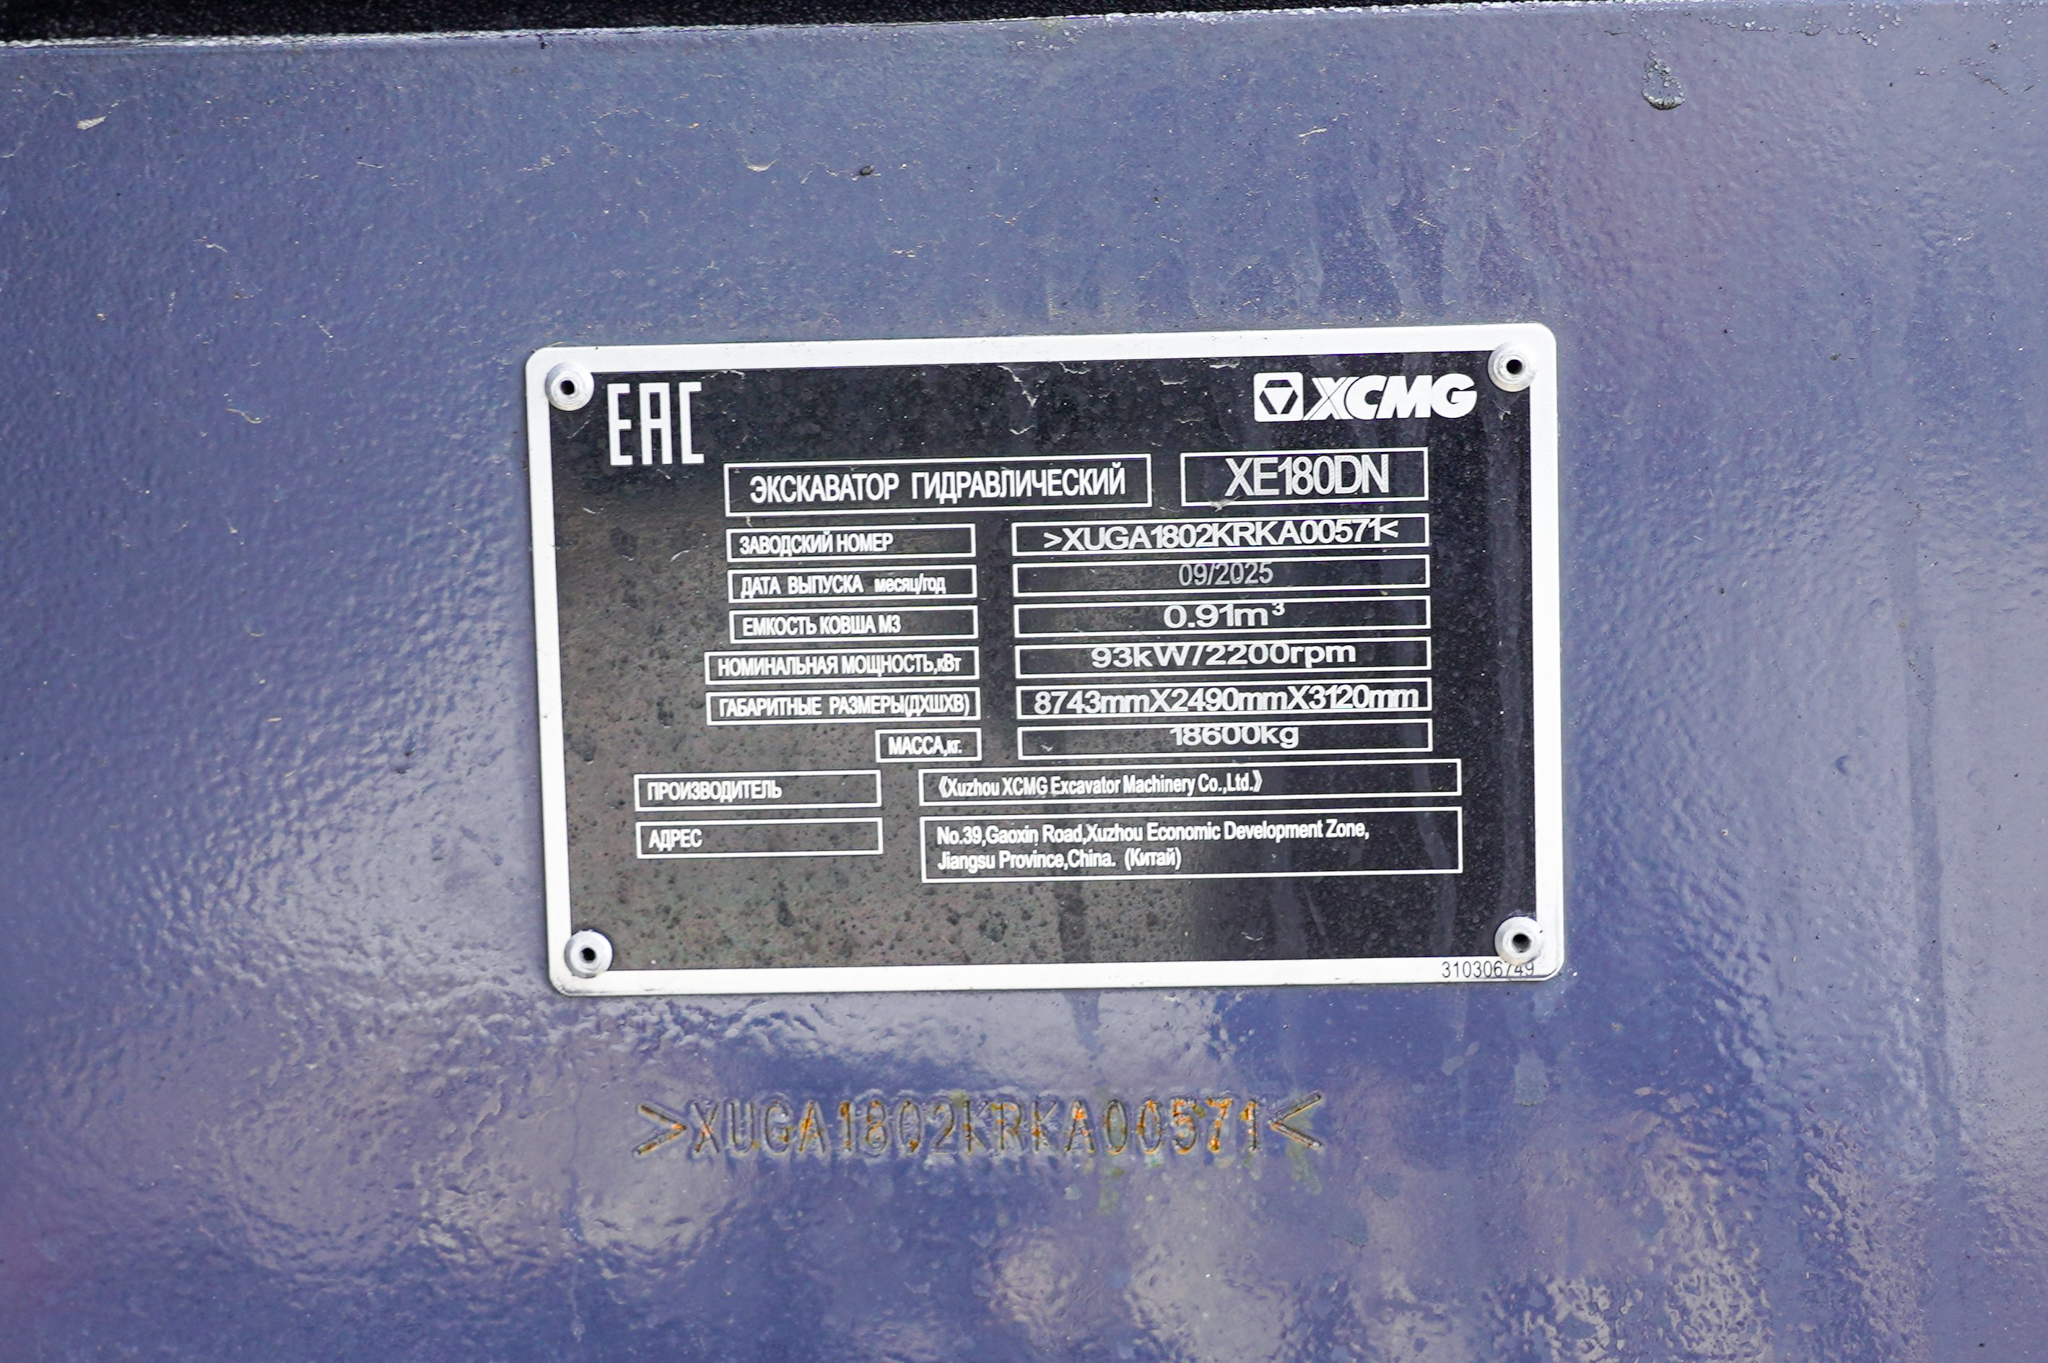 EAC
XCMG
ЭКСКАВАТОР ГИДРАВЛИЧЕСКИЙ XE180DN
ЗАВОДСКИЙ НОМЕР >XUGA1802KRKA00571<
ДАТА ВЫПУСКА месяц/год 09/2025
ЕМКОСТЬ КОВША М3 0.91m³
НОМИНАЛЬНАЯ МОЩНОСТЬ,кВт 93kW/2200rpm
ГАБАРИТНЫЕ РАЗМЕРЫ(ДХШХВ) 8743mmX2490mmX3120mm
МАССА,кг. 18600kg
ПРОИЗВОДИТЕЛЬ 《Xuzhou XCMG Excavator Machinery Co.,Ltd.》
АДРЕС No.39,Gaoxin Road,Xuzhou Economic Development Zone,
Jiangsu Province,China. (Китай)
310306749
>XUGA1802KRKA00571<